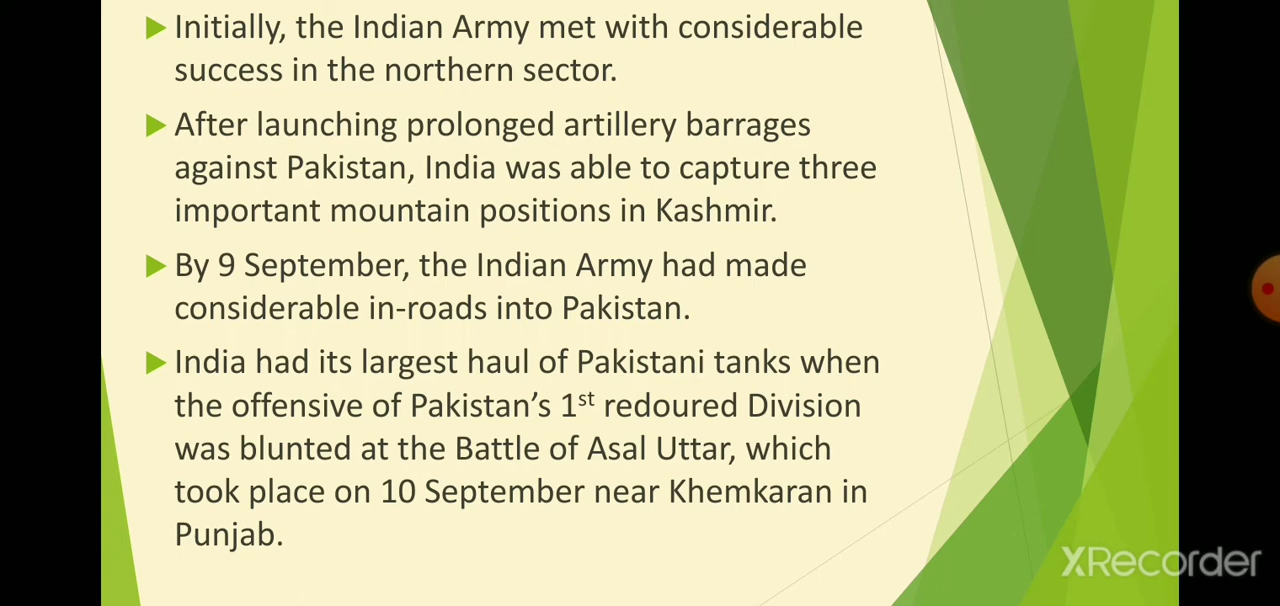 Initially, the Indian Army met with considerable
success in the northern sector.
After launching prolonged artillery barrages
against Pakistan, India was able to capture three
important mountain positions in Kashmir.
By 9 September, the Indian Army had made
considerable in-roads into Pakistan.
India had its largest haul of Pakistani tanks when
the offensive of Pakistan’s 1st redoured Division
was blunted at the Battle of Asal Uttar, which
took place on 10 September near Khemkaran in
Punjab.
XRecorder